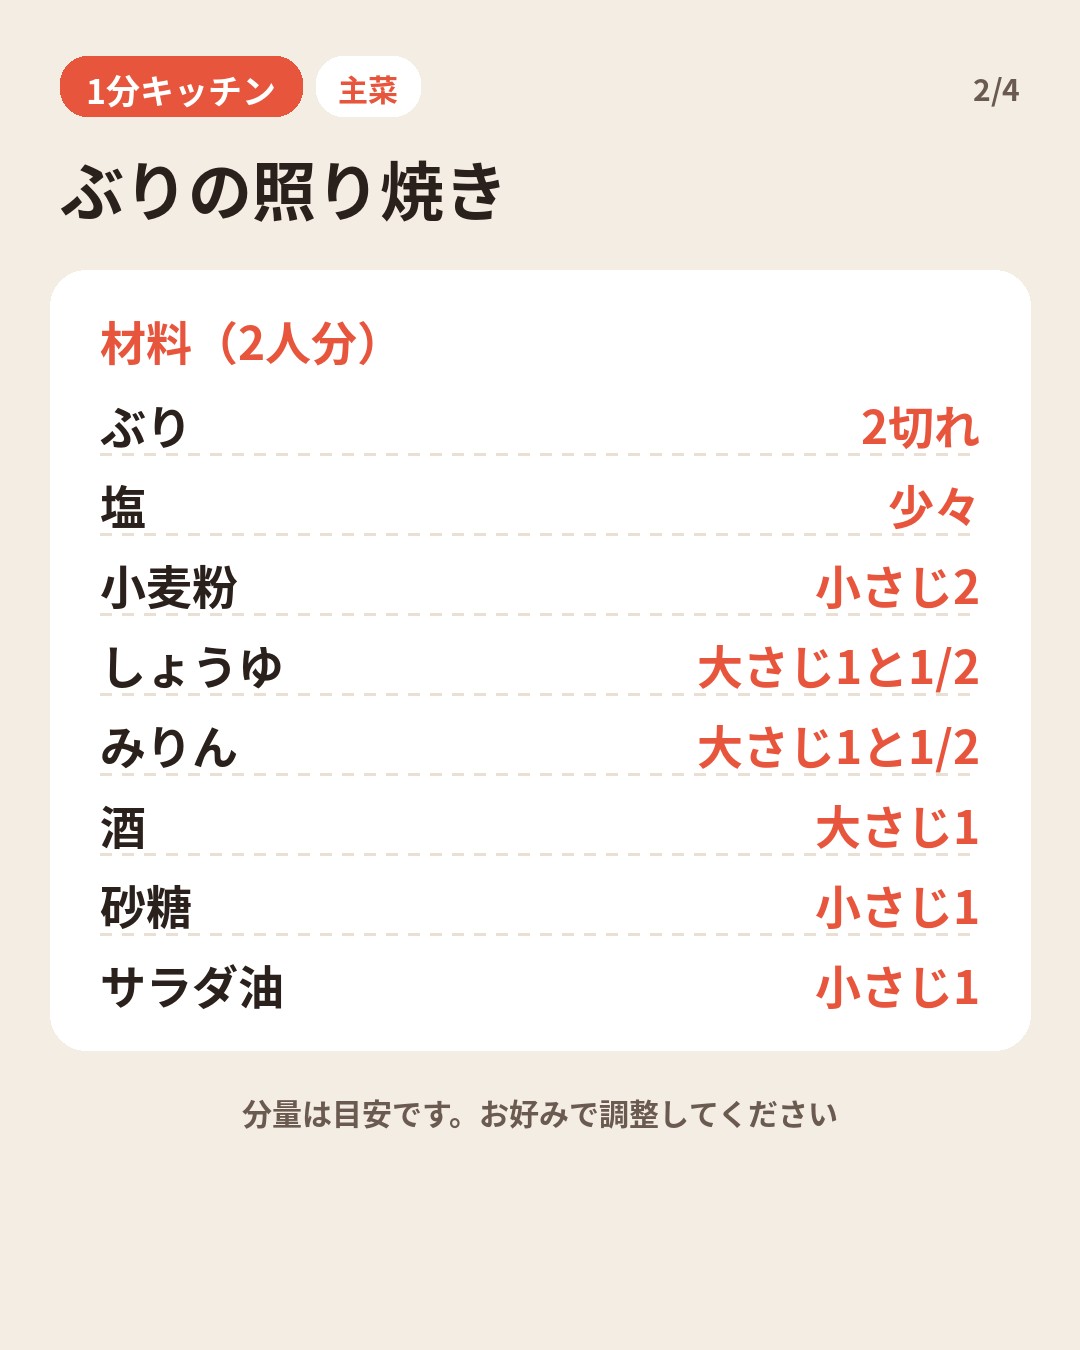 1分キッチン 主菜 2/4
ぶりの照り焼き
材料（2人分）
ぶり 2切れ
塩 少々
小麦粉 小さじ2
しょうゆ 大さじ1と1/2
みりん 大さじ1と1/2
酒 大さじ1
砂糖 小さじ1
サラダ油 小さじ1
分量は目安です。お好みで調整してください